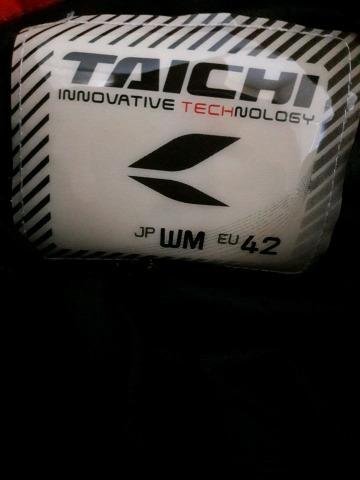 TAICHI
INNOVATIVE TECHNOLOGY
JP WM EU 42